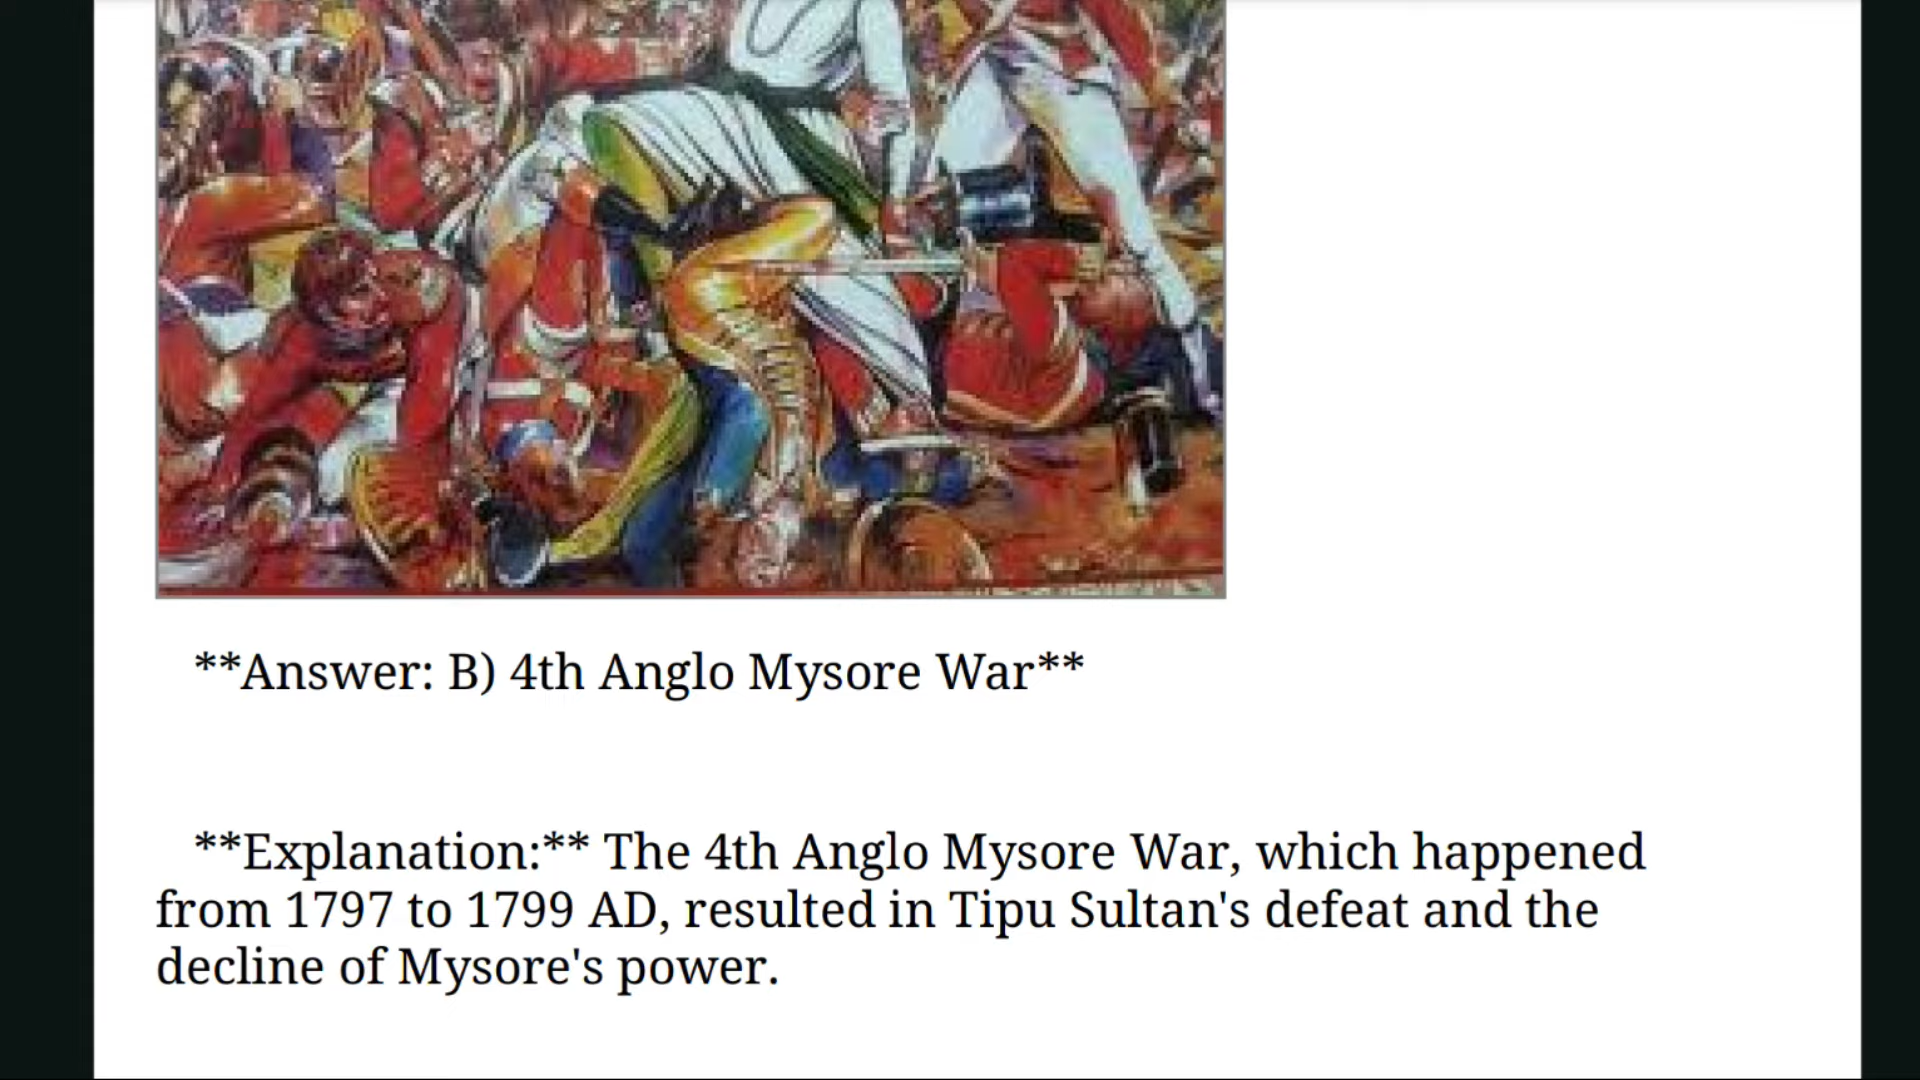 **Answer: B) 4th Anglo Mysore War**
**Explanation:** The 4th Anglo Mysore War, which happened
from 1797 to 1799 AD, resulted in Tipu Sultan's defeat and the
decline of Mysore's power.